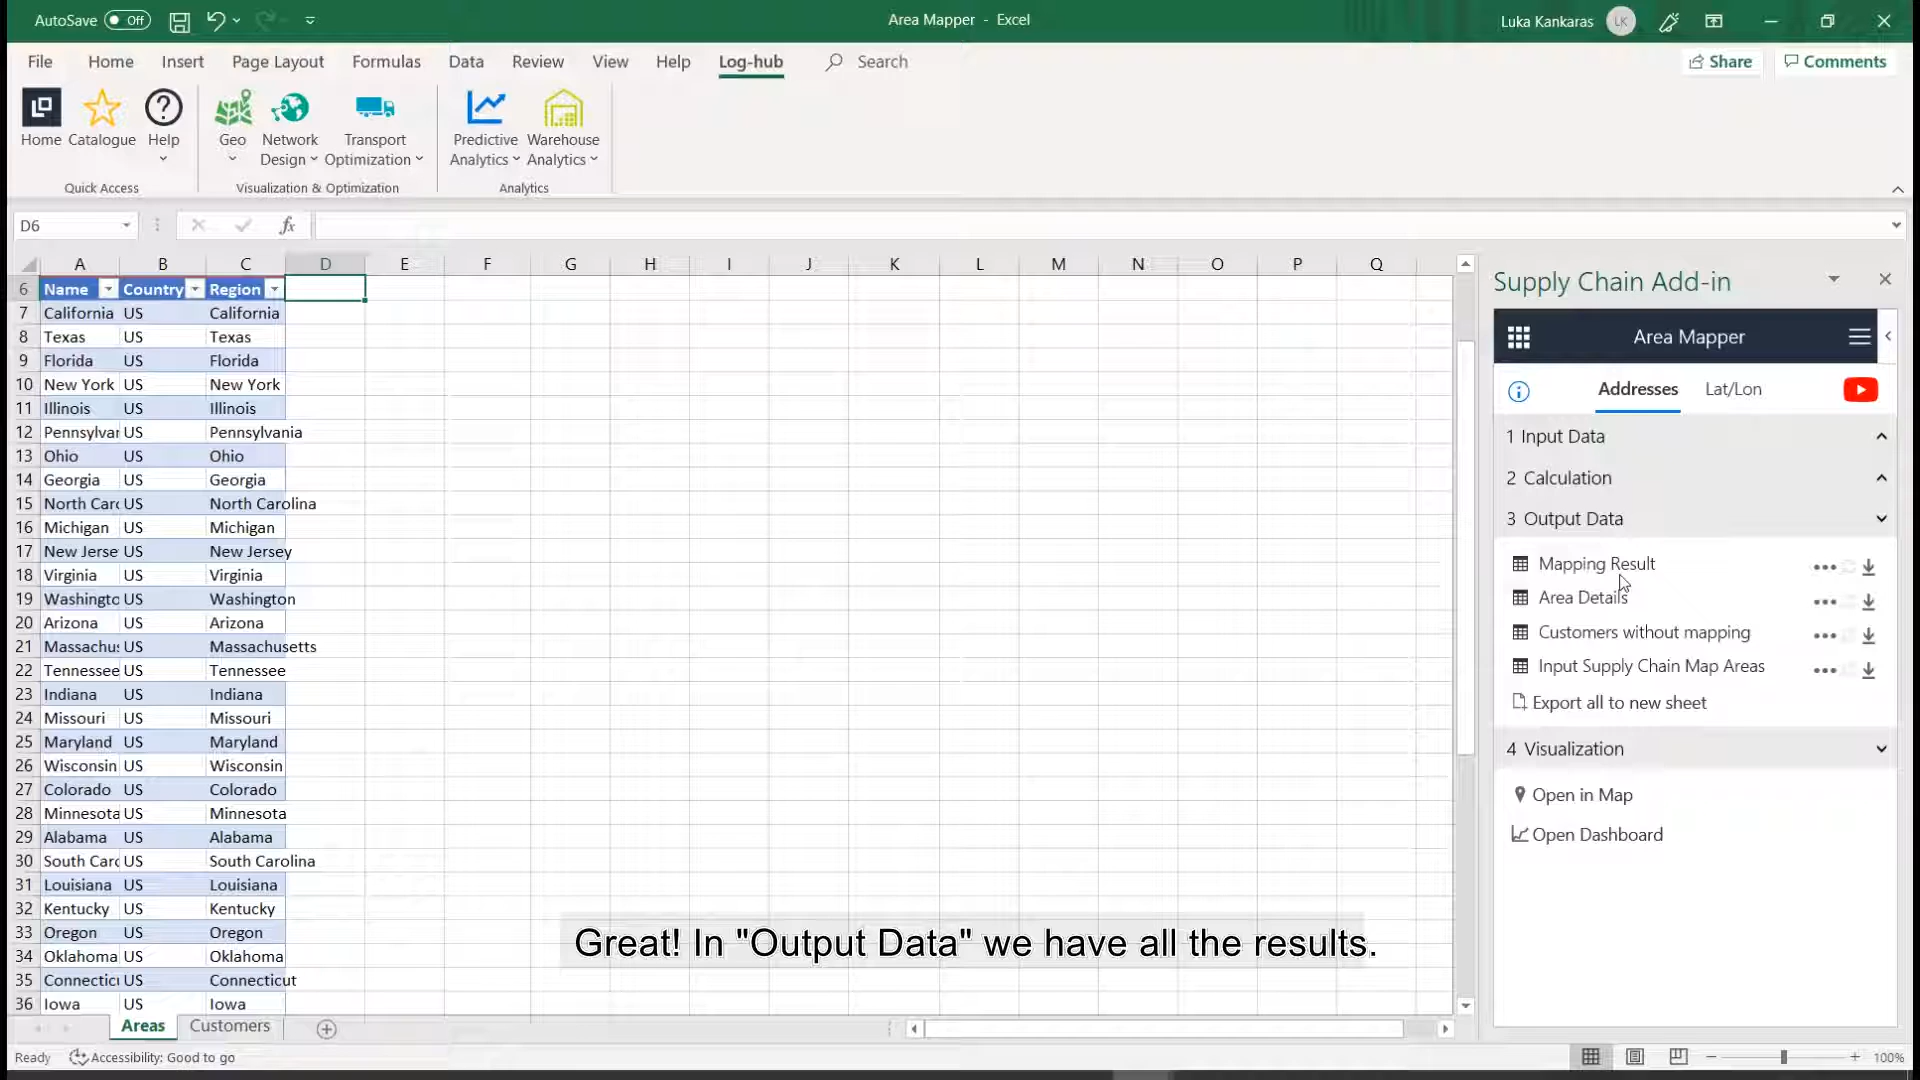 AutoSave Off
Area Mapper - Excel
Luka Kankaras LK
File Home Insert Page Layout Formulas Data Review View Help Log-hub Search
Share Comments
Home Catalogue Help Geo Network Design Transport Optimization Predictive Analytics Warehouse Analytics
Quick Access Visualization & Optimization Analytics
D6 fx
A B C D E F G H I J K L M N O P Q
6 Name Country Region
7 California US California
8 Texas US Texas
9 Florida US Florida
10 New York US New York
11 Illinois US Illinois
12 Pennsylvar US Pennsylvania
13 Ohio US Ohio
14 Georgia US Georgia
15 North Carc US North Carolina
16 Michigan US Michigan
17 New Jerse US New Jersey
18 Virginia US Virginia
19 Washingtc US Washington
20 Arizona US Arizona
21 Massachus US Massachusetts
22 Tennessee US Tennessee
23 Indiana US Indiana
24 Missouri US Missouri
25 Maryland US Maryland
26 Wisconsin US Wisconsin
27 Colorado US Colorado
28 Minnesota US Minnesota
29 Alabama US Alabama
30 South Carc US South Carolina
31 Louisiana US Louisiana
32 Kentucky US Kentucky
33 Oregon US Oregon
34 Oklahoma US Oklahoma
35 Connecticu US Connecticut
36 Iowa US Iowa
Supply Chain Add-in
Area Mapper
Addresses Lat/Lon
1 Input Data
2 Calculation
3 Output Data
Mapping Result
Area Details
Customers without mapping
Input Supply Chain Map Areas
Export all to new sheet
4 Visualization
Open in Map
Open Dashboard
Great! In "Output Data" we have all the results.
Areas Customers
Ready Accessibility: Good to go
100%